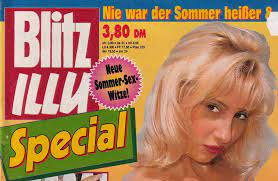 Nie war der Sommer heißer
Blitz
ILLU
3,80 DM
Neue
Sommer-Sex-
Witze!
Special